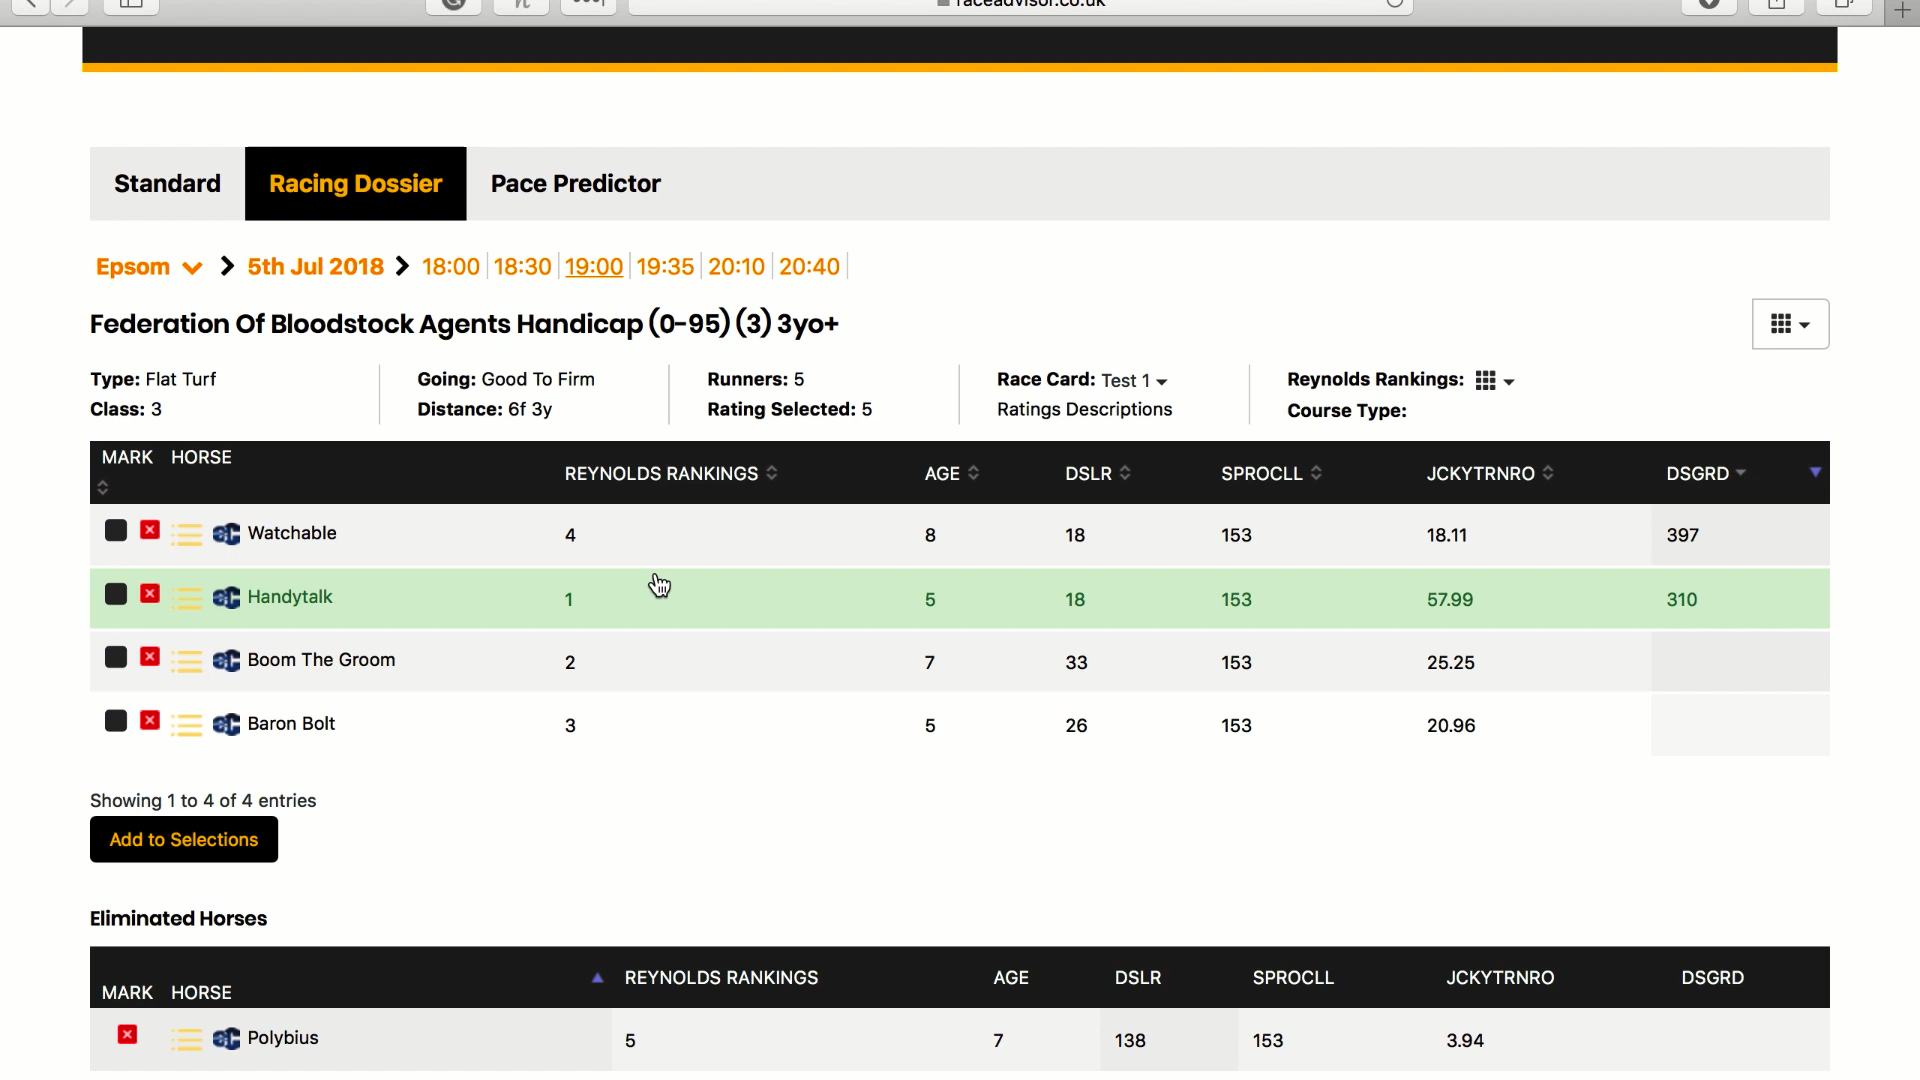 raceadvisor.co.uk
Standard Racing Dossier Pace Predictor
Epsom 5th Jul 2018 18:00 18:30 19:00 19:35 20:10 20:40
Federation Of Bloodstock Agents Handicap (0-95) (3) 3yo+
Type: Flat Turf Going: Good To Firm Runners: 5 Race Card: Test 1 Reynolds Rankings:
Class: 3 Distance: 6f 3y Rating Selected: 5 Ratings Descriptions Course Type:
MARK HORSE REYNOLDS RANKINGS AGE DSLR SPROCLL JCKYTRNRO DSGRD
Watchable 4 8 18 153 18.11 397
Handytalk 1 5 18 153 57.99 310
Boom The Groom 2 7 33 153 25.25
Baron Bolt 3 5 26 153 20.96
Showing 1 to 4 of 4 entries
Add to Selections
Eliminated Horses
MARK HORSE REYNOLDS RANKINGS AGE DSLR SPROCLL JCKYTRNRO DSGRD
Polybius 5 7 138 153 3.94